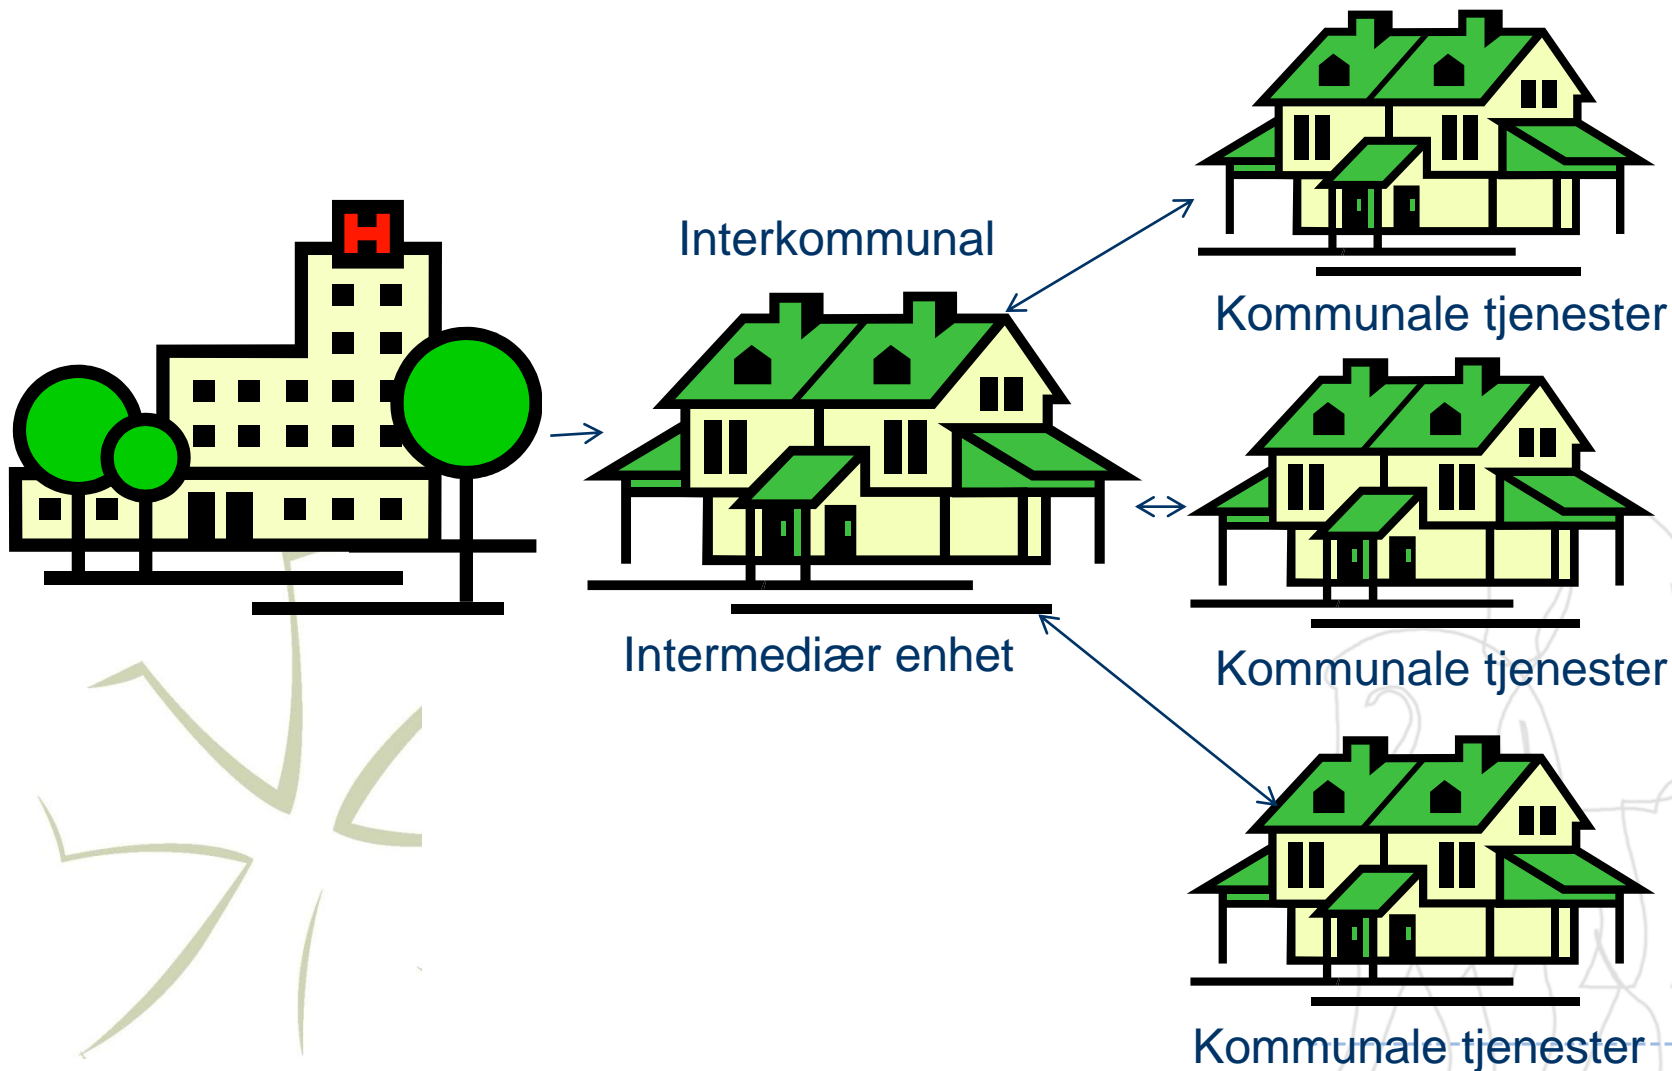 H
Interkommunal
Intermediær enhet
Kommunale tjenester
Kommunale tjenester
Kommunale tjenester